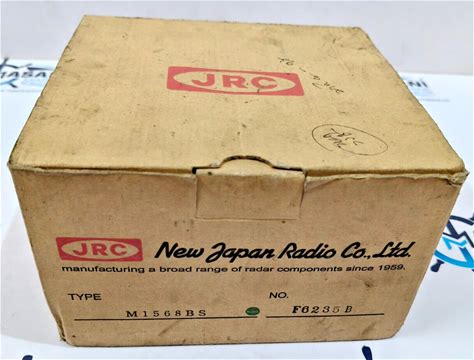 JRC
JRC New Japan Radio Co., Ltd.
manufacturing a broad range of radar components since 1959.
TYPE NO.
M1568BS F6235B